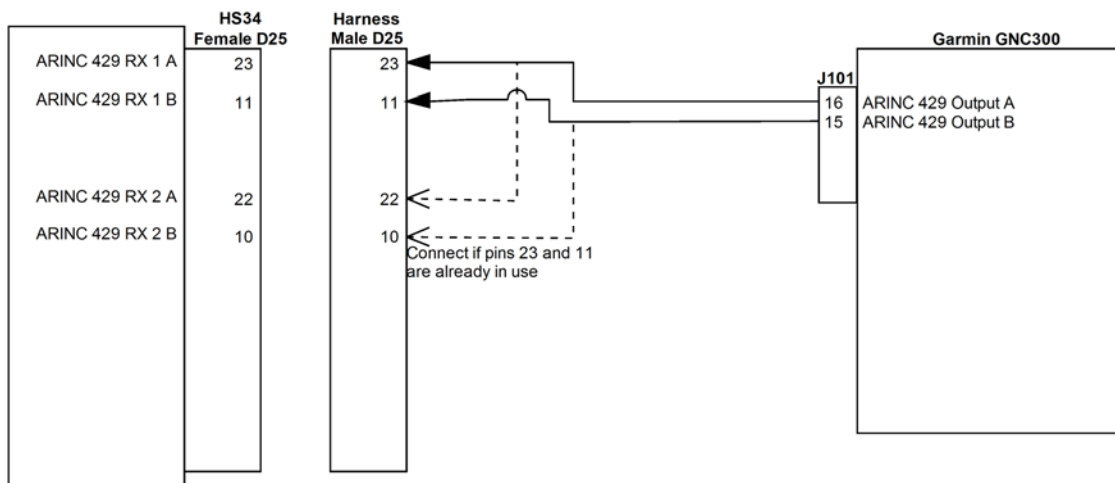 HS34
Female D25
Harness
Male D25
Garmin GNC300
ARINC 429 RX 1 A
23
23
J101
ARINC 429 RX 1 B
11
11
16
ARINC 429 Output A
15
ARINC 429 Output B
ARINC 429 RX 2 A
22
22
ARINC 429 RX 2 B
10
10
Connect if pins 23 and 11
are already in use